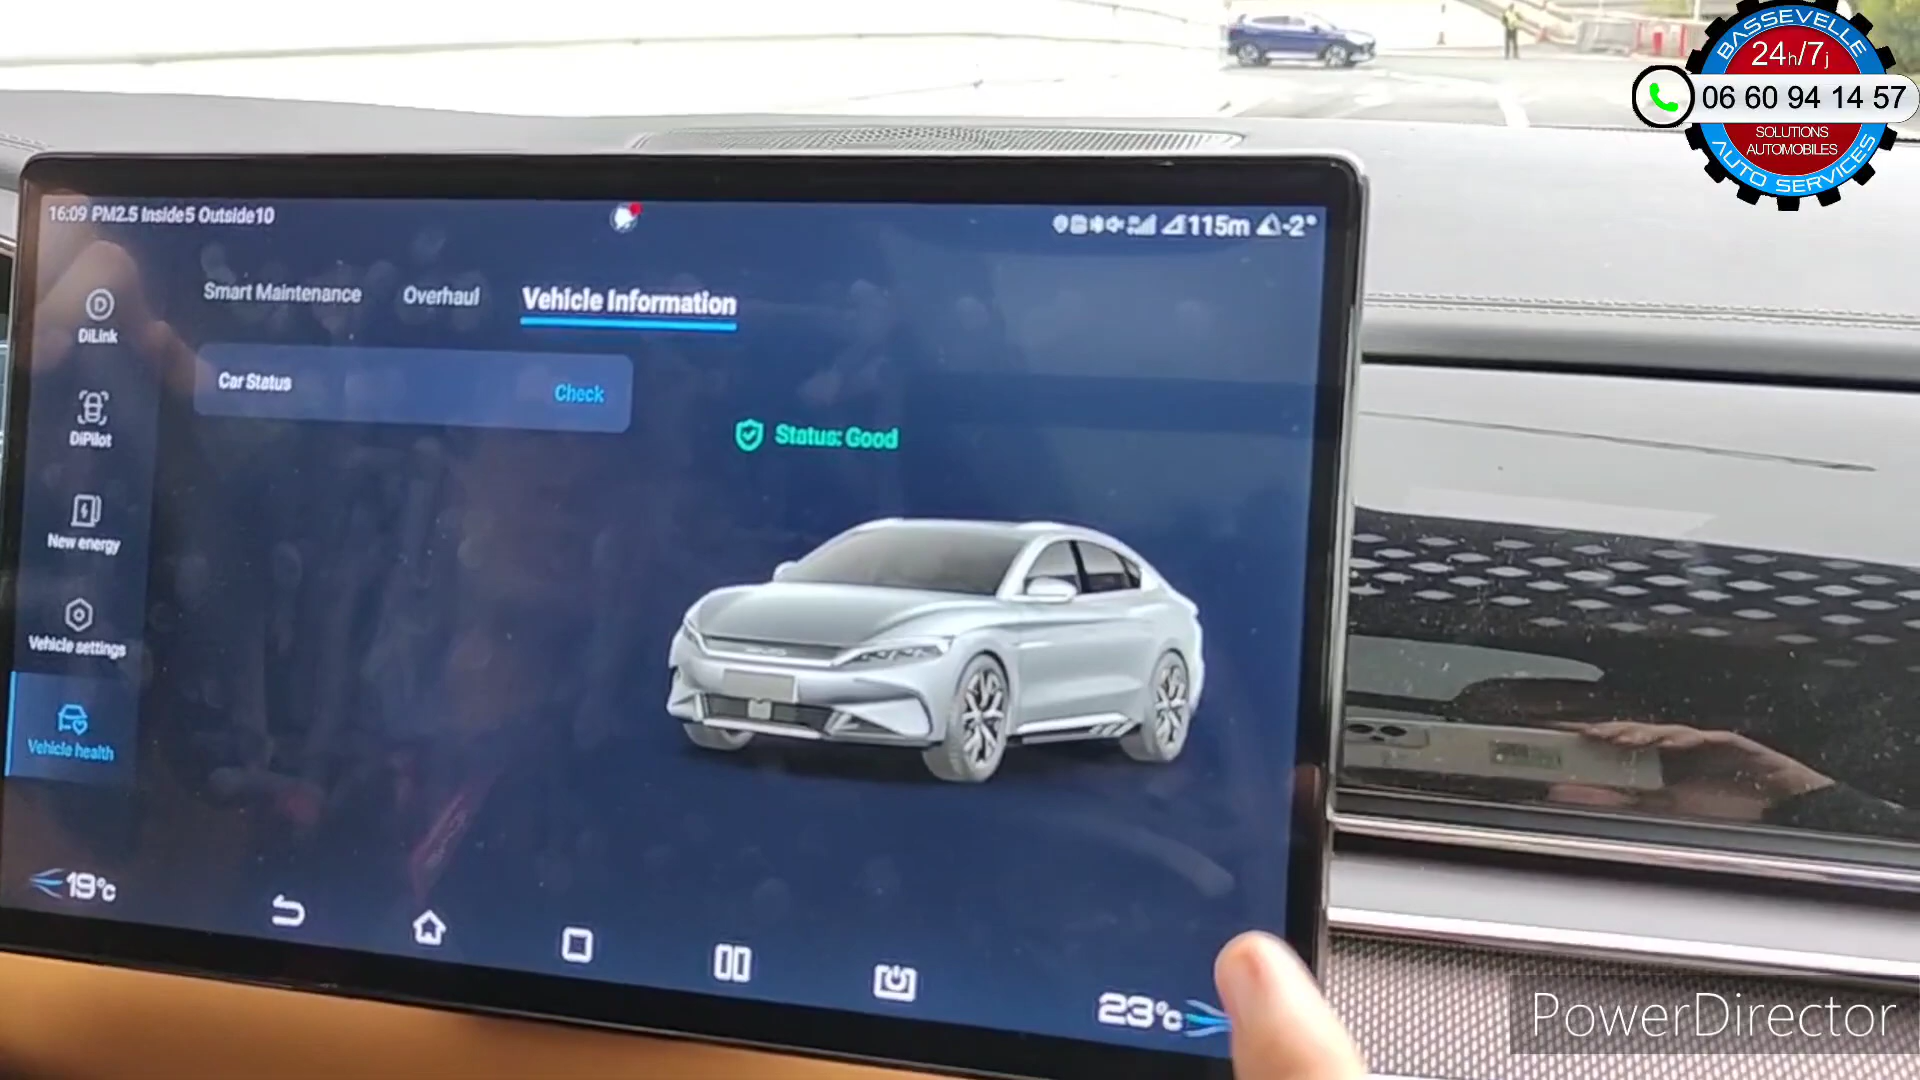 BASSEVELLE
24h/7j
06 60 94 14 57
SOLUTIONS
AUTOMOBILES
AUTO SERVICES
16:09 PM2.5 Inside5 Outside10
115m -2°
Smart Maintenance Overhaul Vehicle Information
DiLink
Car Status Check
Status: Good
DiPilot
New energy
Vehicle settings
Vehicle health
19°C
23°C
PowerDirector